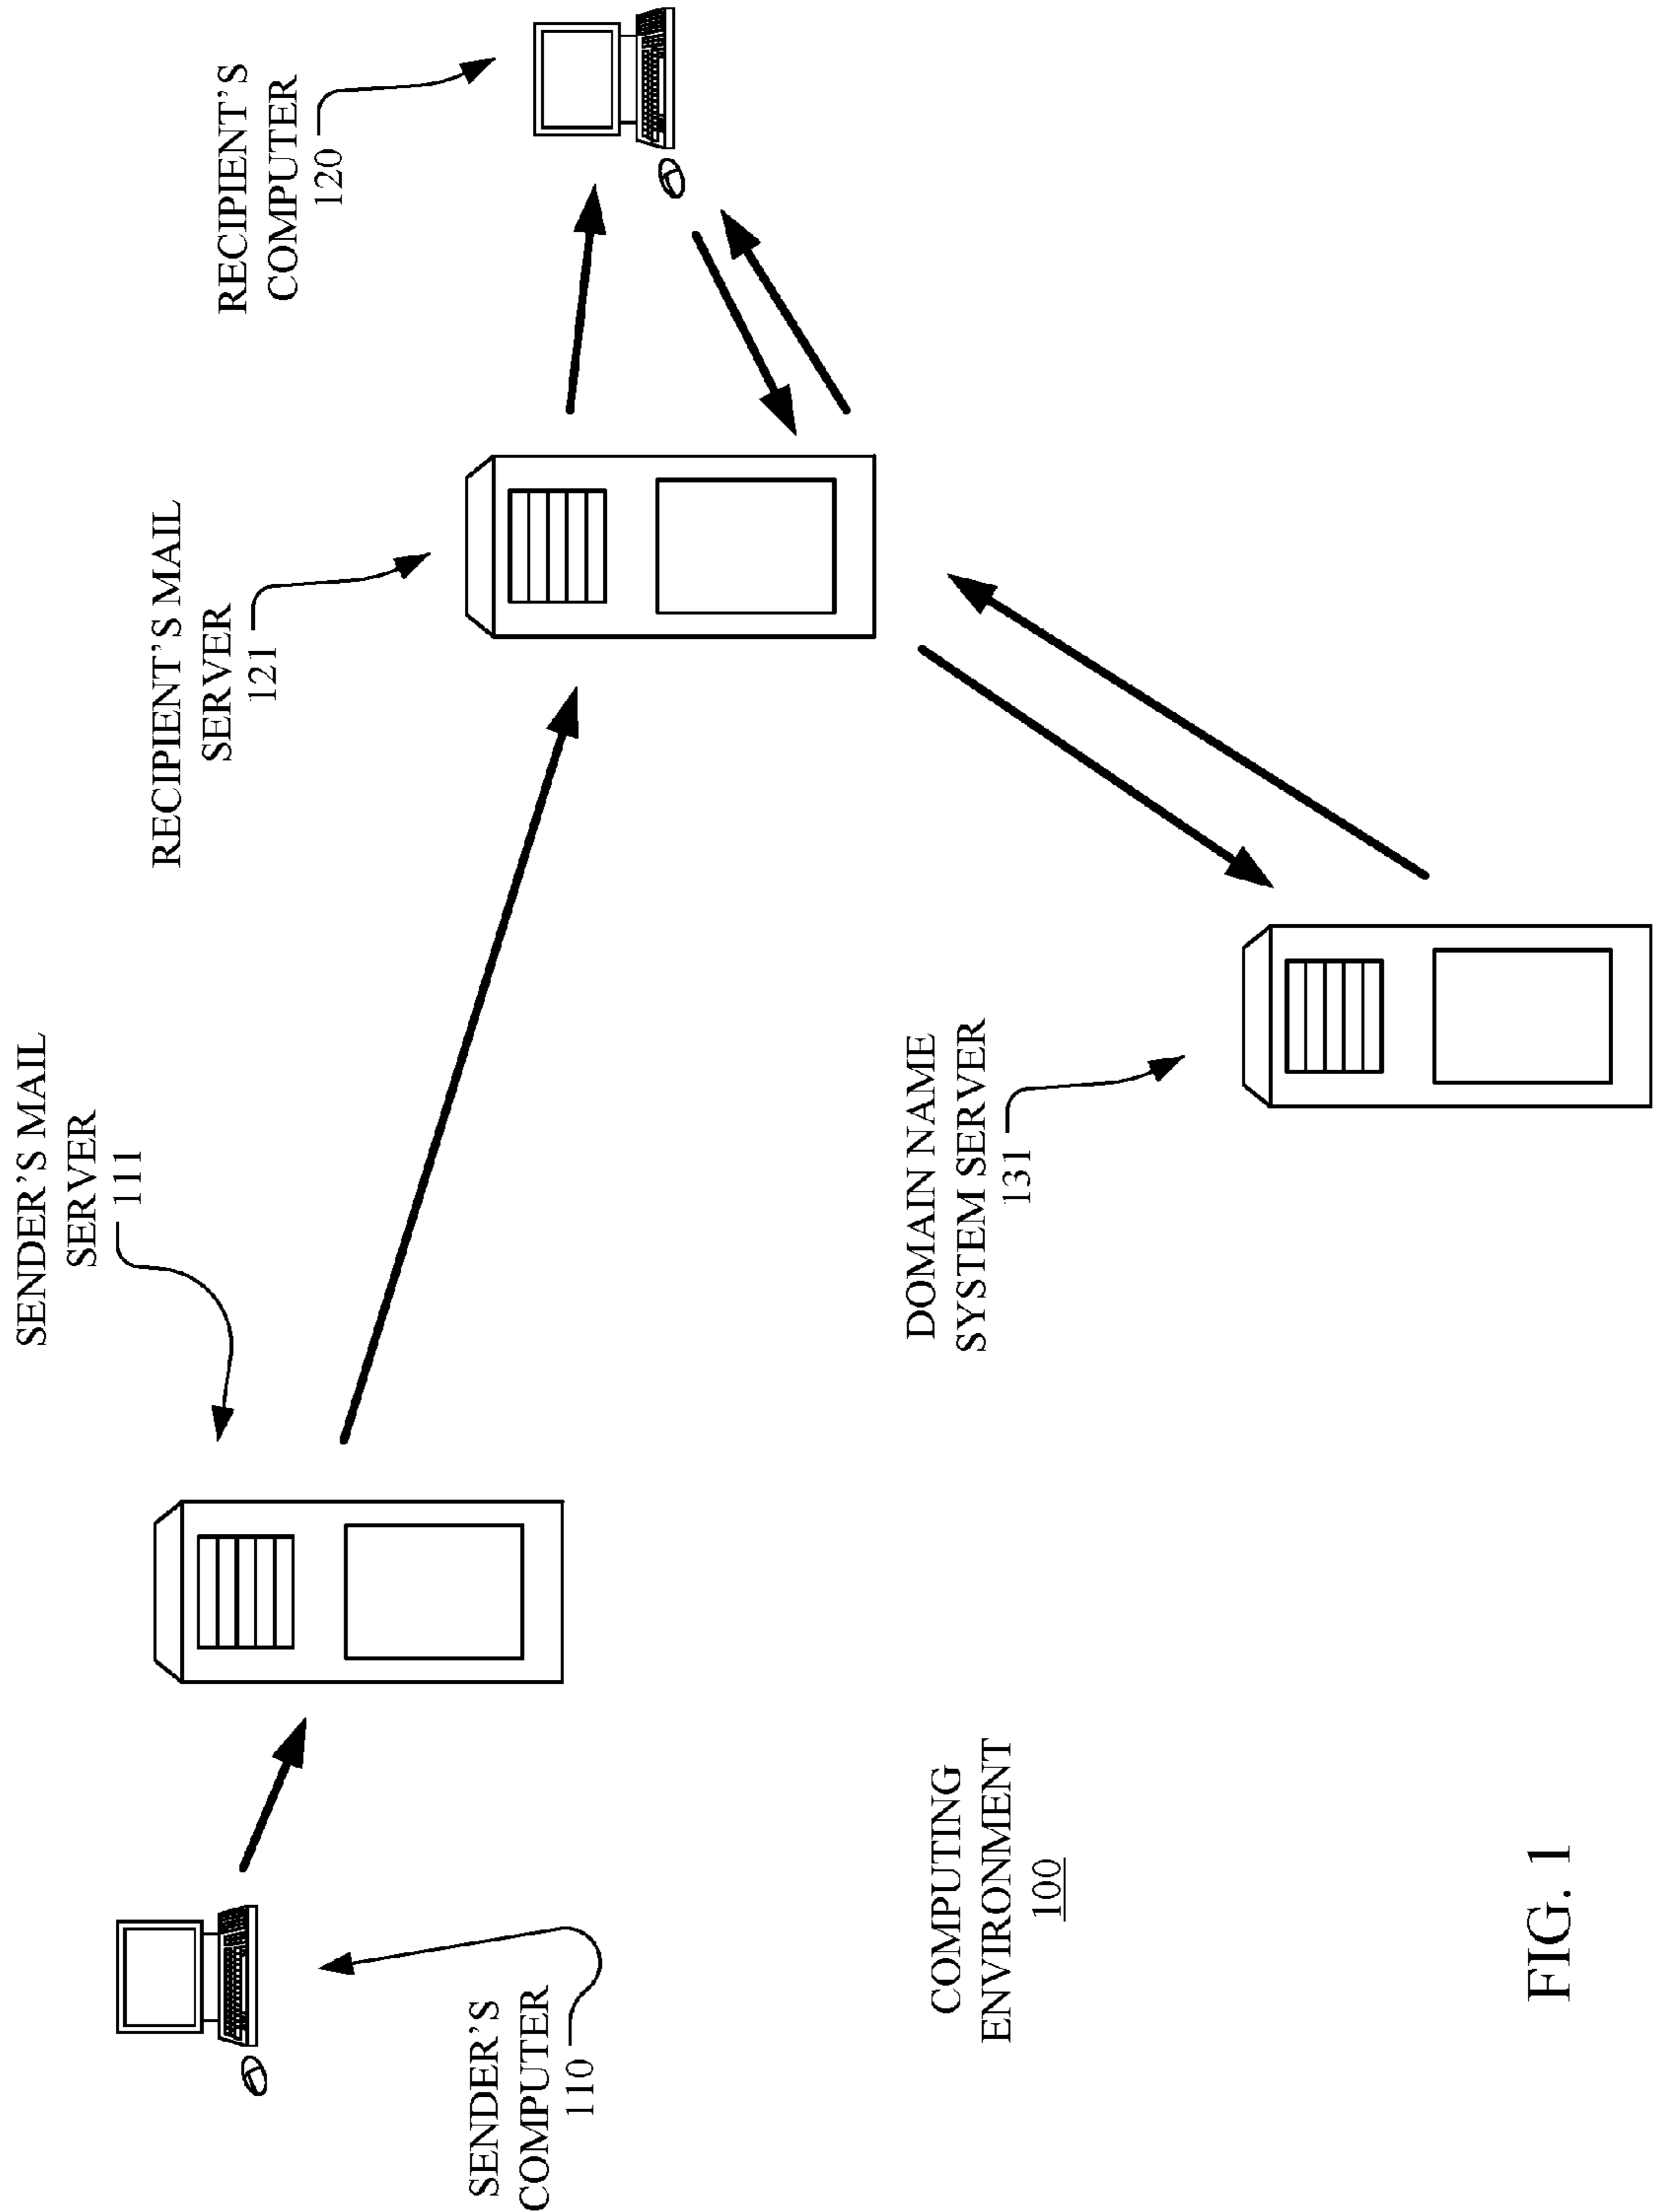 SENDER'S MAIL
SERVER
111
RECIPIENT'S MAIL
SERVER
121
RECIPIENT'S
COMPUTER
120
SENDER'S
COMPUTER
110
DOMAIN NAME
SYSTEM SERVER
131
COMPUTING
ENVIRONMENT
100
FIG. 1